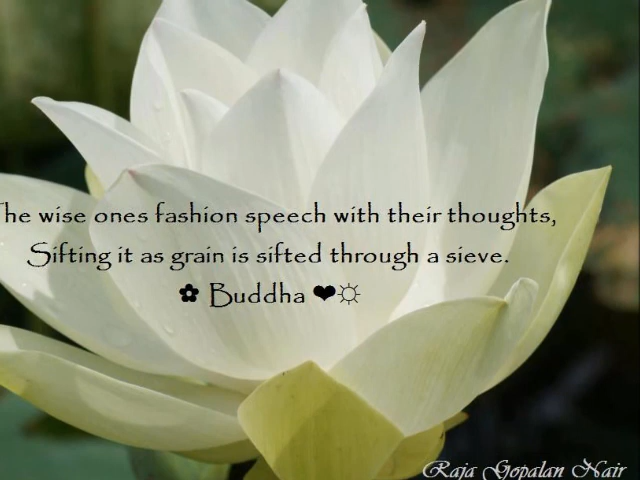 The wise ones fashion speech with their thoughts,
Sifting it as grain is sifted through a sieve.
✿ Buddha ❤☼
Raja Gopalan Nair